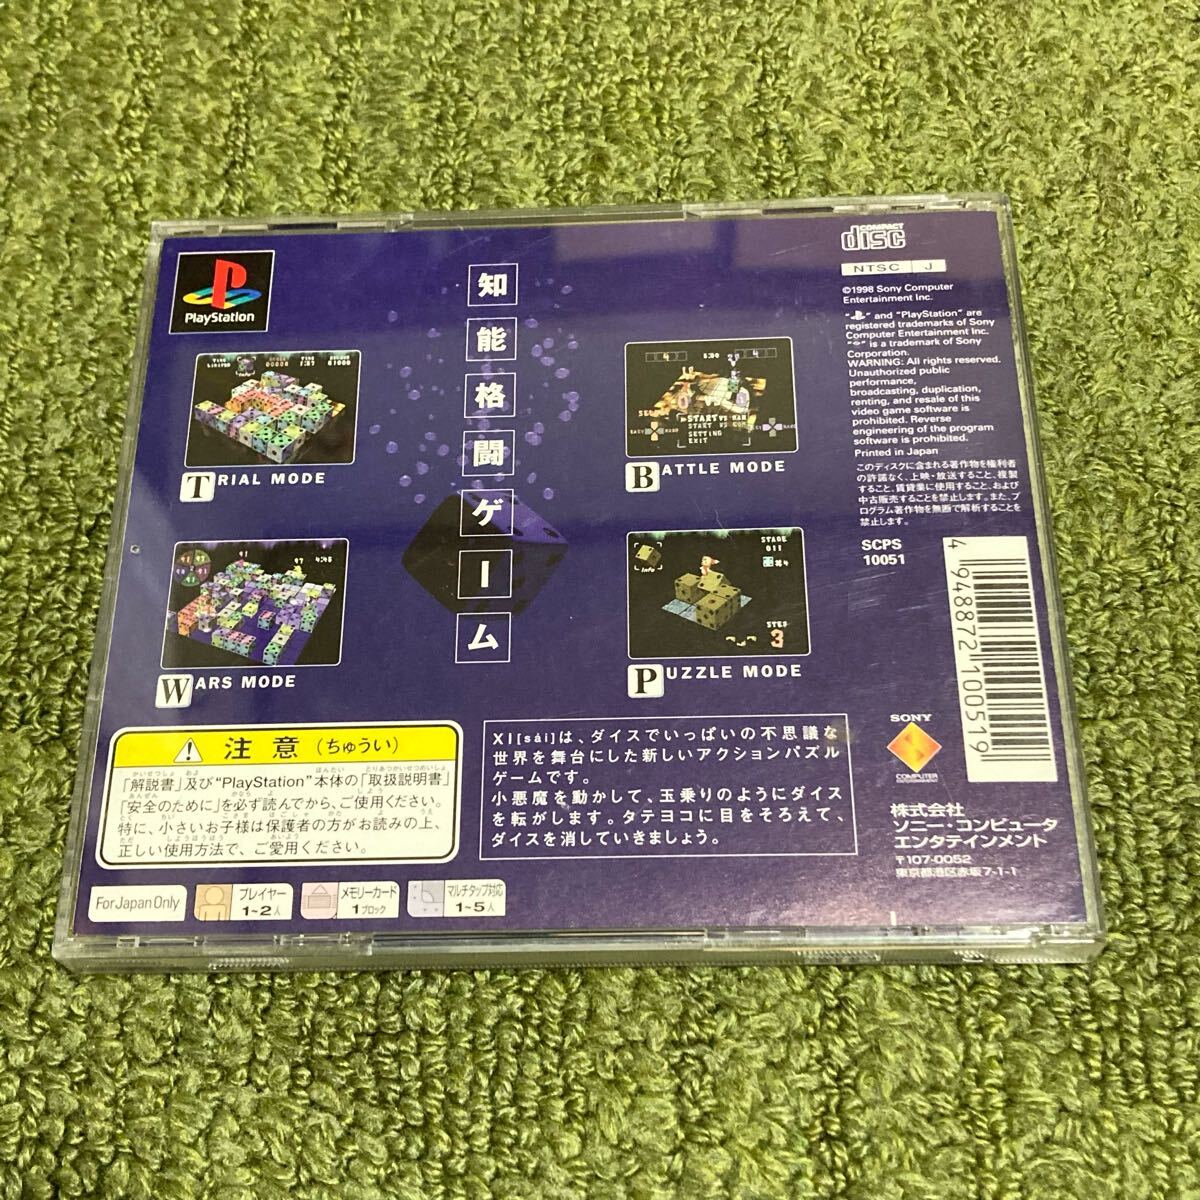 PlayStation
知能格闘ゲーム
TRIAL MODE
BATTLE MODE
START VS MAN
START VS COM
SETTING
EXIT
WARS MODE
91
97
4:45
PUZZLE MODE
STAGE
011
Info
STEP
3
COMPACT
disc
NTSC J
©1998 Sony Computer
Entertainment Inc.
" " and "PlayStation" are
registered trademarks of Sony
Computer Entertainment Inc.
" " is a trademark of Sony
Corporation.
WARNING: All rights reserved.
Unauthorized public
performance,
broadcasting, duplication,
renting, and resale of this
video game software is
prohibited. Reverse
engineering of the program
software is prohibited.
Printed in Japan
このディスクに含まれる著作物を権利者
の許諾なく、上映・放送すること、複製
すること、賃貸業に使用すること、および
中古販売することを禁止します。また、プ
ログラム著作物を無断で解析することを
禁止します。
SCPS
10051
4 948872 100519
SONY
COMPUTER
ENTERTAINMENT
株式会社
ソニー・コンピュータ
エンタテインメント
〒107-0052
東京都港区赤坂7-1-1
注意(ちゅうい)
「解説書」及び"PlayStation"本体の「取扱説明書」
「安全のために」を必ず読んでから、ご使用ください。
特に、小さいお子様は保護者の方がお読みの上、
正しい使用方法で、ご愛用ください。
XI[sái]は、ダイスでいっぱいの不思議な
世界を舞台にした新しいアクションパズル
ゲームです。
小悪魔を動かして、玉乗りのようにダイス
を転がします。タテヨコに目をそろえて、
ダイスを消していきましょう。
For Japan Only
プレイヤー
1~2人
メモリーカード
1ブロック
マルチタップ対応
1~5人